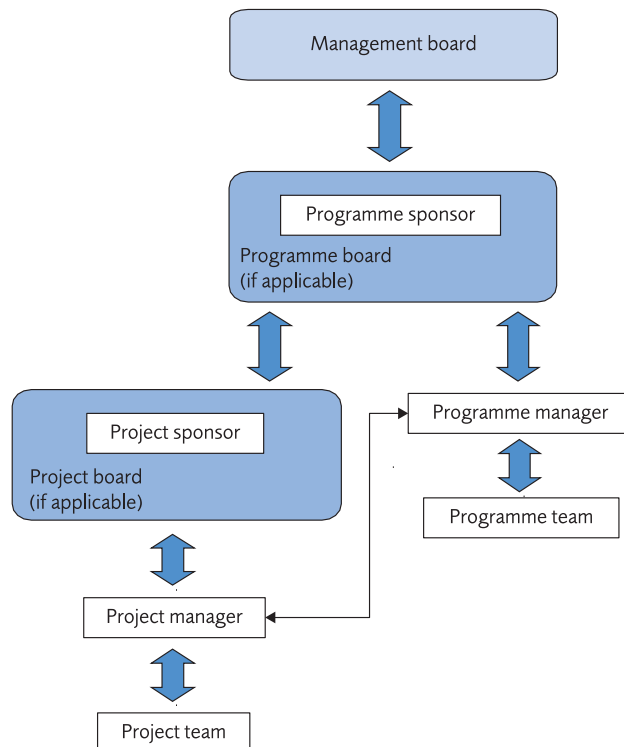 Management board
Programme sponsor
Programme board
(if applicable)
Project sponsor
Project board
(if applicable)
Programme manager
Programme team
Project manager
Project team